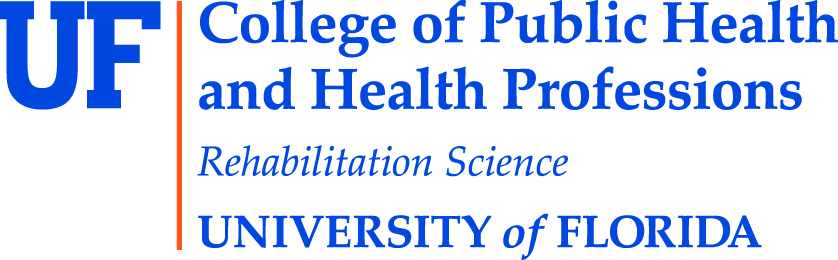 UF
College of Public Health
and Health Professions
Rehabilitation Science
UNIVERSITY of FLORIDA